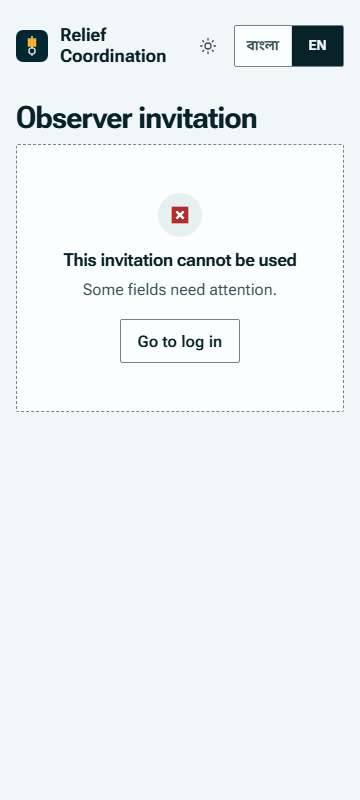 Relief
Coordination
বাংলা
EN
Observer invitation
This invitation cannot be used
Some fields need attention.
Go to log in